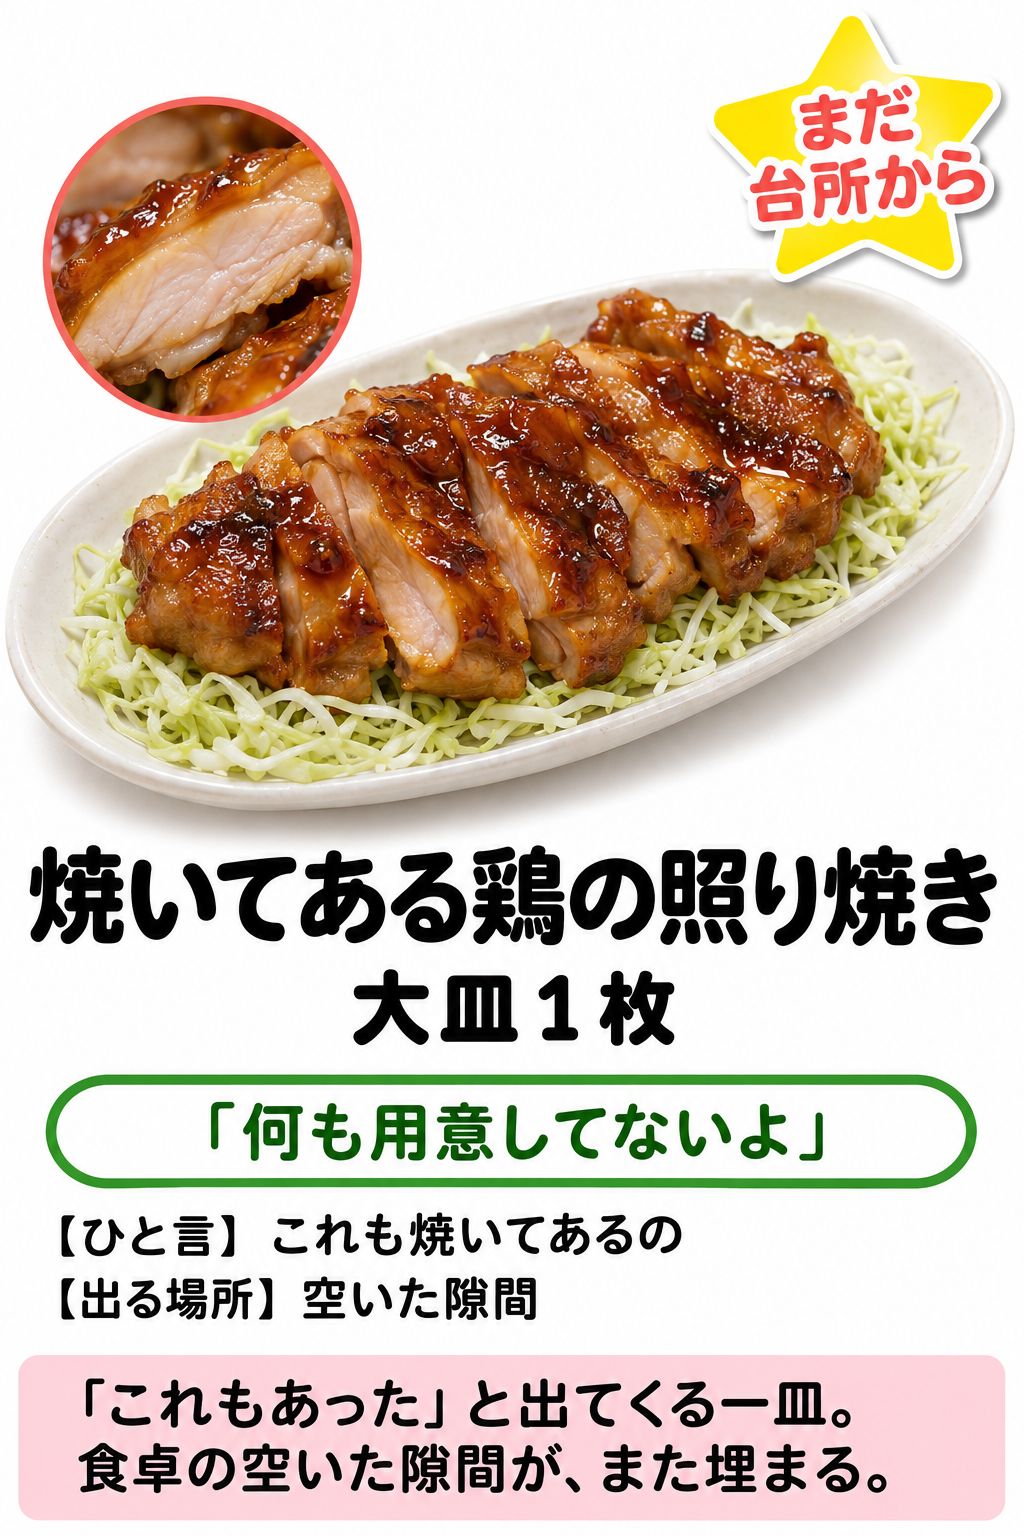 まだ
台所から
焼いてある鶏の照り焼き
大皿1枚
「何も用意してないよ」
【ひと言】 これも焼いてあるの
【出る場所】 空いた隙間
「これもあった」と出てくる一皿。
食卓の空いた隙間が、また埋まる。